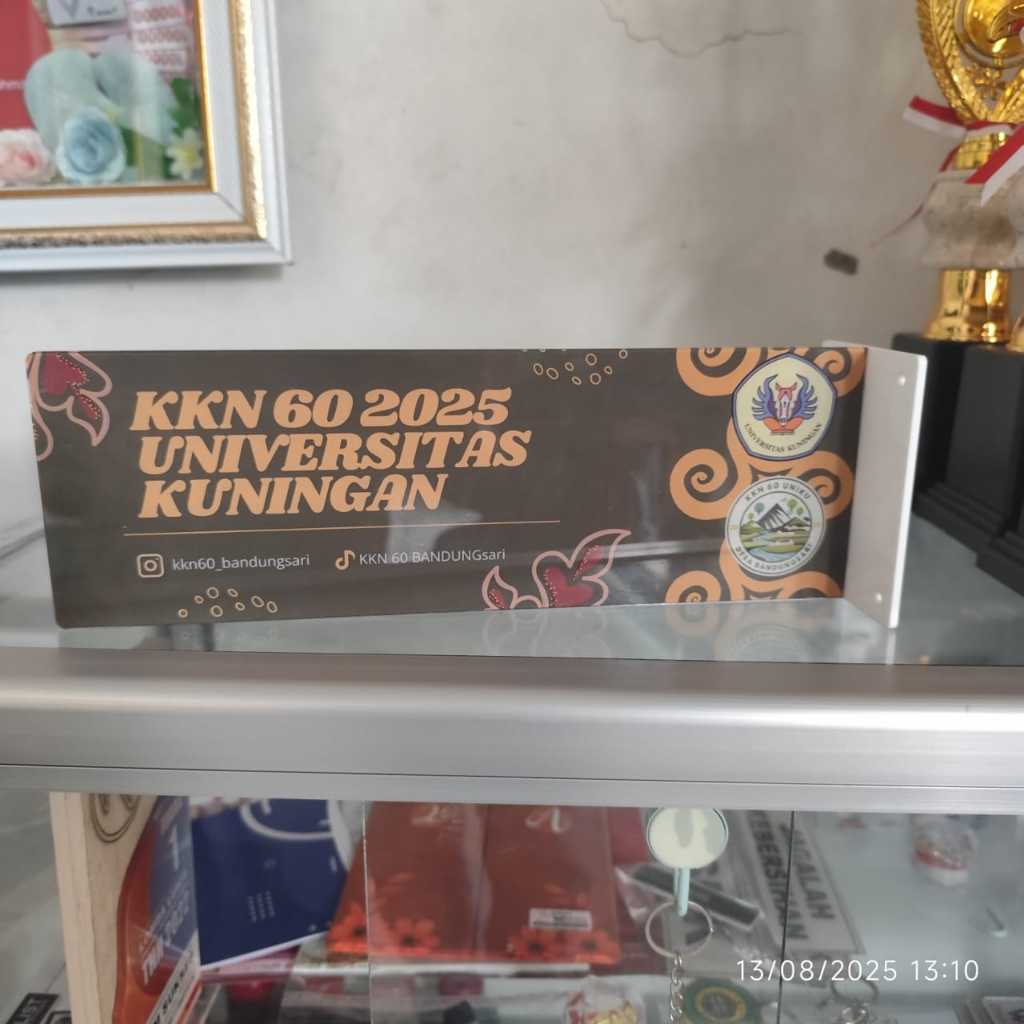 KKN 60 2025
UNIVERSITAS
KUNINGAN
kkn60_bandungsari
KKN 60 BANDUNGsari
UNIVERSITAS KUNINGAN
KKN 60 UNIKU
DESA BANDUNGSARI
13/08/2025 13:10